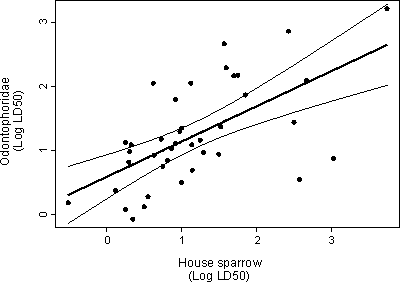 3
2
1
0
Odontophoridae
(Log LD50)
0 1 2 3
House sparrow
(Log LD50)